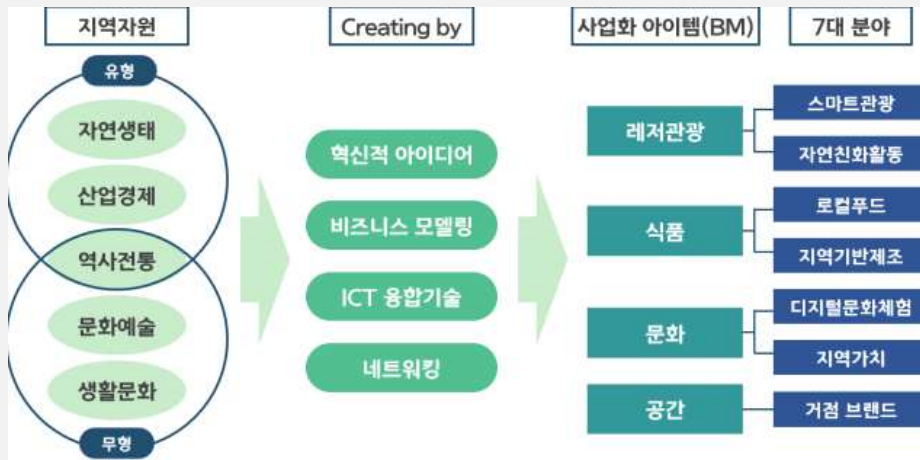 지역자원
유형
자연생태
산업경제
역사전통
문화예술
생활문화
무형
Creating by
혁신적 아이디어
비즈니스 모델링
ICT 융합기술
네트워킹
사업화 아이템(BM)
레저관광
식품
문화
공간
7대 분야
스마트관광
자연친화활동
로컬푸드
지역기반제조
디지털문화체험
지역가치
거점 브랜드